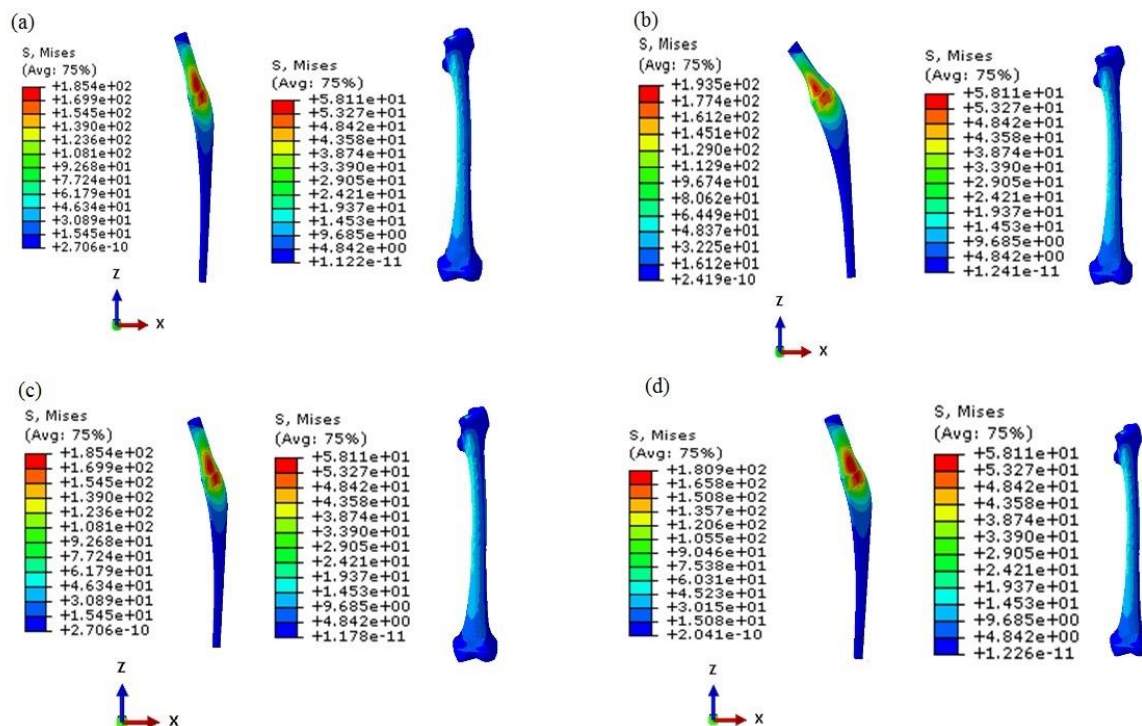 (a)
S, Mises
(Avg: 75%)
+1.854e+02
+1.699e+02
+1.545e+02
+1.390e+02
+1.236e+02
+1.081e+02
+9.268e+01
+7.724e+01
+6.179e+01
+4.634e+01
+3.089e+01
+1.545e+01
+2.706e-10
S, Mises
(Avg: 75%)
+5.811e+01
+5.327e+01
+4.842e+01
+4.358e+01
+3.874e+01
+3.390e+01
+2.905e+01
+2.421e+01
+1.937e+01
+1.453e+01
+9.685e+00
+4.842e+00
+1.122e-11
Z
X
(b)
S, Mises
(Avg: 75%)
+1.935e+02
+1.774e+02
+1.612e+02
+1.451e+02
+1.290e+02
+1.129e+02
+9.674e+01
+8.062e+01
+6.449e+01
+4.837e+01
+3.225e+01
+1.612e+01
+2.419e-10
S, Mises
(Avg: 75%)
+5.811e+01
+5.327e+01
+4.842e+01
+4.358e+01
+3.874e+01
+3.390e+01
+2.905e+01
+2.421e+01
+1.937e+01
+1.453e+01
+9.685e+00
+4.842e+00
+1.241e-11
Z
X
(c)
S, Mises
(Avg: 75%)
+1.854e+02
+1.699e+02
+1.545e+02
+1.390e+02
+1.236e+02
+1.081e+02
+9.268e+01
+7.724e+01
+6.179e+01
+4.634e+01
+3.089e+01
+1.545e+01
+2.706e-10
S, Mises
(Avg: 75%)
+5.811e+01
+5.327e+01
+4.842e+01
+4.358e+01
+3.874e+01
+3.390e+01
+2.905e+01
+2.421e+01
+1.937e+01
+1.453e+01
+9.685e+00
+4.842e+00
+1.178e-11
Z
X
(d)
S, Mises
(Avg: 75%)
+1.809e+02
+1.658e+02
+1.508e+02
+1.357e+02
+1.206e+02
+1.055e+02
+9.046e+01
+7.538e+01
+6.031e+01
+4.523e+01
+3.015e+01
+1.508e+01
+2.041e-10
S, Mises
(Avg: 75%)
+5.811e+01
+5.327e+01
+4.842e+01
+4.358e+01
+3.874e+01
+3.390e+01
+2.905e+01
+2.421e+01
+1.937e+01
+1.453e+01
+9.685e+00
+4.842e+00
+1.226e-11
Z
X